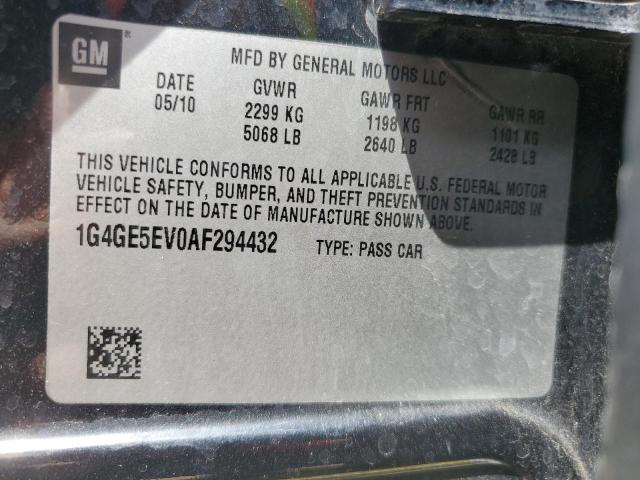 GM ®
MFD BY GENERAL MOTORS LLC
DATE GVWR GAWR FRT GAWR RR
05/10 2299 KG 1198 KG 1101 KG
5068 LB 2640 LB 2428 LB
THIS VEHICLE CONFORMS TO ALL APPLICABLE U.S. FEDERAL MOTOR
VEHICLE SAFETY, BUMPER, AND THEFT PREVENTION STANDARDS IN
EFFECT ON THE DATE OF MANUFACTURE SHOWN ABOVE.
1G4GE5EV0AF294432 TYPE: PASS CAR